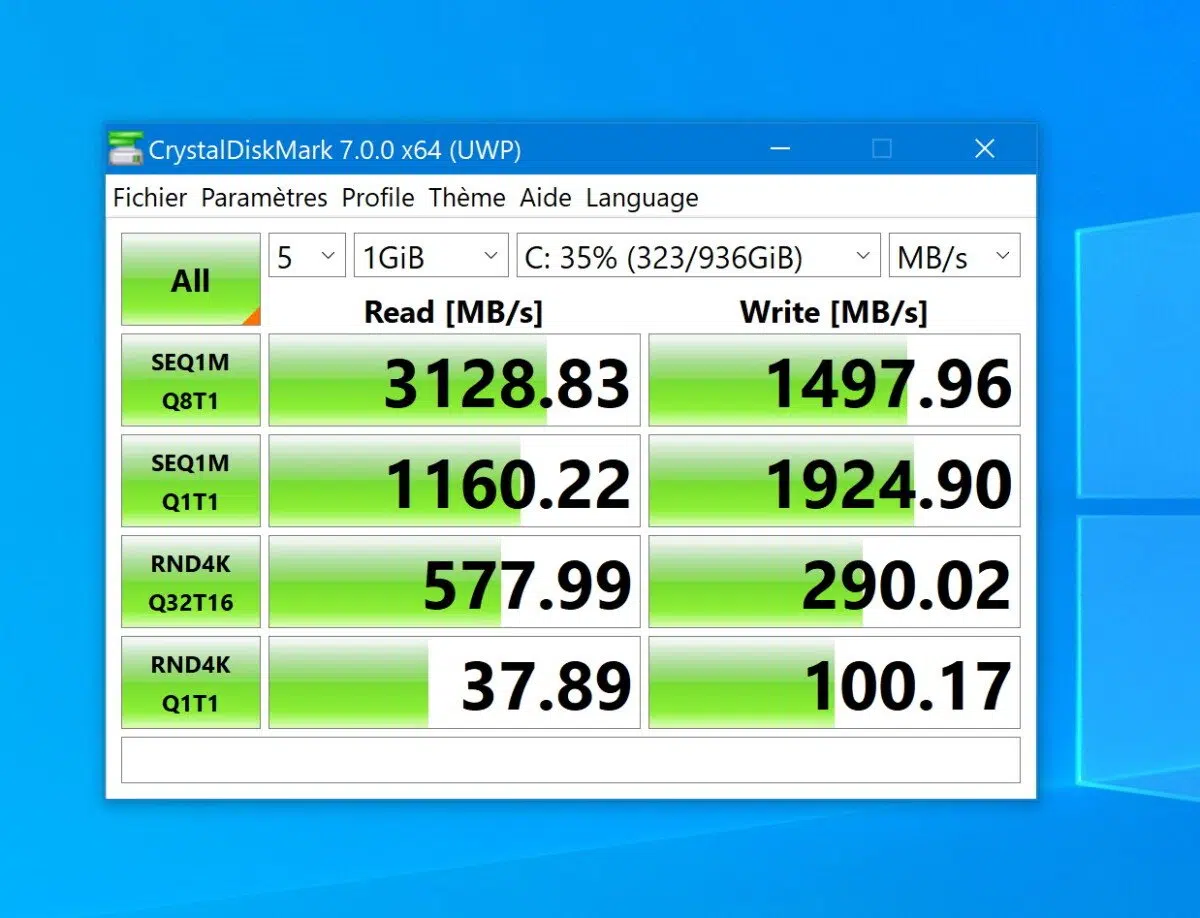 CrystalDiskMark 7.0.0 x64 (UWP)
Fichier Paramètres Profile Thème Aide Language
All 5 1GiB C: 35% (323/936GiB) MB/s
Read [MB/s] Write [MB/s]
SEQ1M
Q8T1
3128.83 1497.96
SEQ1M
Q1T1
1160.22 1924.90
RND4K
Q32T16
577.99 290.02
RND4K
Q1T1
37.89 100.17